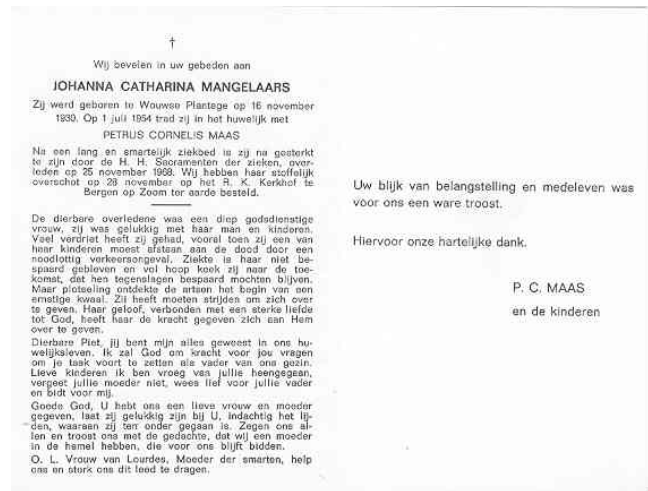 †
Wij bevelen in uw gebeden aan
JOHANNA CATHARINA MANGELAARS
Zij werd geboren te Wouwse Plantage op 16 november
1930. Op 1 juli 1954 trad zij in het huwelijk met
PETRUS CORNELIS MAAS
Na een lang en smartelijk ziekbed is zij na gesterkt
te zijn door de H. H. Sacramenten der zieken, over-
leden op 25 november 1968. Wij hebben haar stoffelijk
overschot op 28 november op het R. K. Kerkhof te
Bergen op Zoom ter aarde besteld.
De dierbare overledene was een diep godsdienstige
vrouw, zij was gelukkig met haar man en kinderen.
Veel verdriet heeft zij gehad, vooral toen zij een van
haar kinderen moest afstaan aan de dood door een
noodlottig verkeersongeval. Ziekte is haar niet be-
spaard gebleven en vol hoop keek zij naar de toe-
komst, dat hen tegenslagen bespaard mochten blijven.
Maar plotseling ontdekte de artsen het begin van een
ernstige kwaal. Zij heeft moeten strijden om zich over
te geven. Haar geloof, verbonden met een sterke liefde
tot God, heeft haar de kracht gegeven zich aan Hem
over te geven.
Dierbare Piet, jij bent mijn alles geweest in ons hu-
welijksleven. Ik zal God om kracht voor jou vragen
om je taak voort te zetten als vader van ons gezin.
Lieve kinderen ik ben vroeg van jullie heengegaan,
vergeet jullie moeder niet, wees lief voor jullie vader
en bidt voor mij.
Goede God, U hebt ons een lieve vrouw en moeder
gegeven, laat zij gelukkig zijn bij U, indachtig het lij-
den, waaraan zij ten onder gegaan is. Zegen ons al-
len en troost ons met de gedachte, dat wij een moeder
in de hemel hebben, die voor ons blijft bidden.
O. L. Vrouw van Lourdes, Moeder der smarten, help
ons en sterk ons dit leed te dragen.
Uw blijk van belangstelling en medeleven was
voor ons een ware troost.
Hiervoor onze hartelijke dank.
P. C. MAAS
en de kinderen